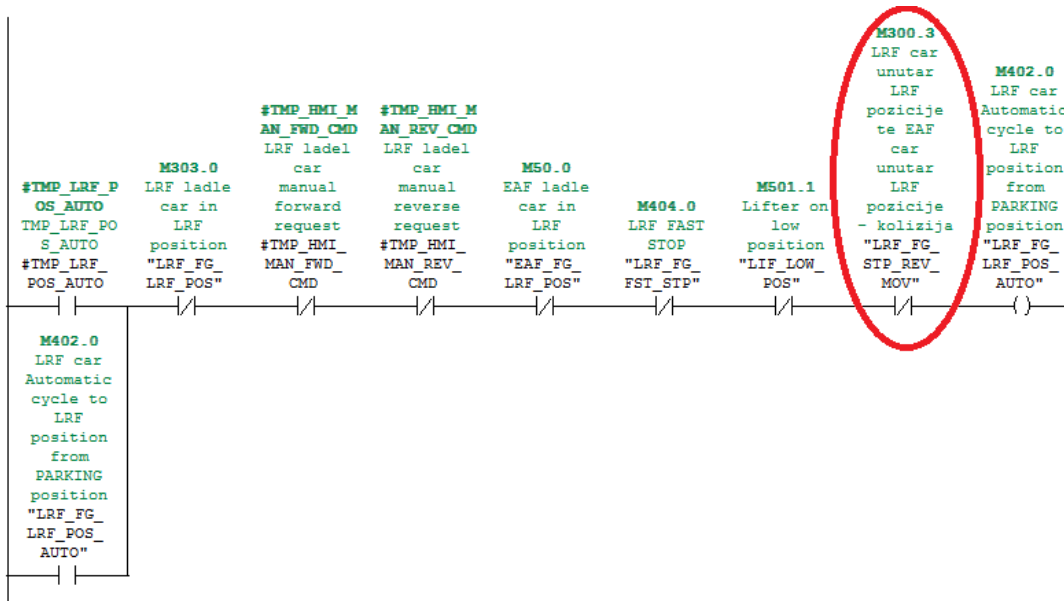 #TMP_LRF_P
OS_AUTO
TMP_LRF_PO
S_AUTO
#TMP_LRF_
POS_AUTO
M303.0
LRF ladle
car in
LRF
position
"LRF_FG_
LRF_POS"
#TMP_HMI_M
AN_FWD_CMD
LRF ladel
car
manual
forward
request
#TMP_HMI_
MAN_FWD_
CMD
#TMP_HMI_M
AN_REV_CMD
LRF ladel
car
manual
reverse
request
#TMP_HMI_
MAN_REV_
CMD
M50.0
EAF ladle
car in
LRF
position
"EAF_FG_
LRF_POS"
M404.0
LRF FAST
STOP
"LRF_FG_
FST_STP"
M501.1
Lifter on
low
position
"LIF_LOW_
POS"
M300.3
LRF car
unutar
LRF
pozicije
te EAF
car
unutar
LRF
pozicije
- kolizija
"LRF_FG_
STP_REV_
MOV"
M402.0
LRF car
Automatic
cycle to
LRF
position
from
PARKING
position
"LRF_FG_
LRF_POS_
AUTO"
M402.0
LRF car
Automatic
cycle to
LRF
position
from
PARKING
position
"LRF_FG_
LRF_POS_
AUTO"